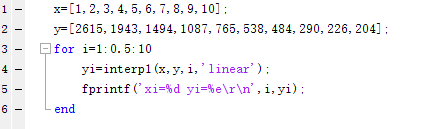 1 x=[1,2,3,4,5,6,7,8,9,10];
2 y=[2615,1943,1494,1087,765,538,484,290,226,204];
3 for i=1:0.5:10
4 yi=interp1(x,y,i,'linear');
5 fprintf('xi=%d yi=%e\r\n',i,yi);
6 end